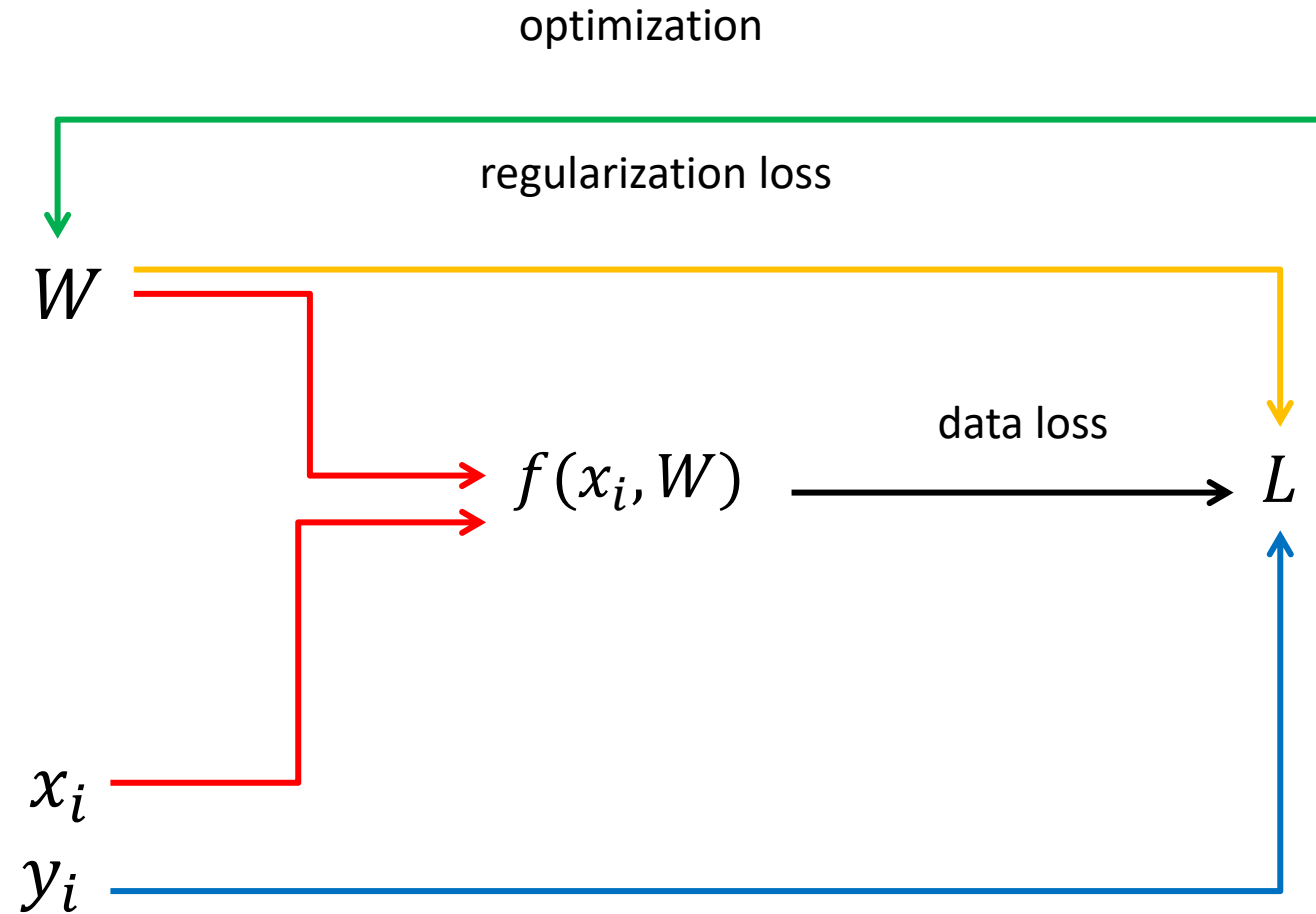 optimization
regularization loss
W
data loss
f(x_i, W)
L
x_i
y_i